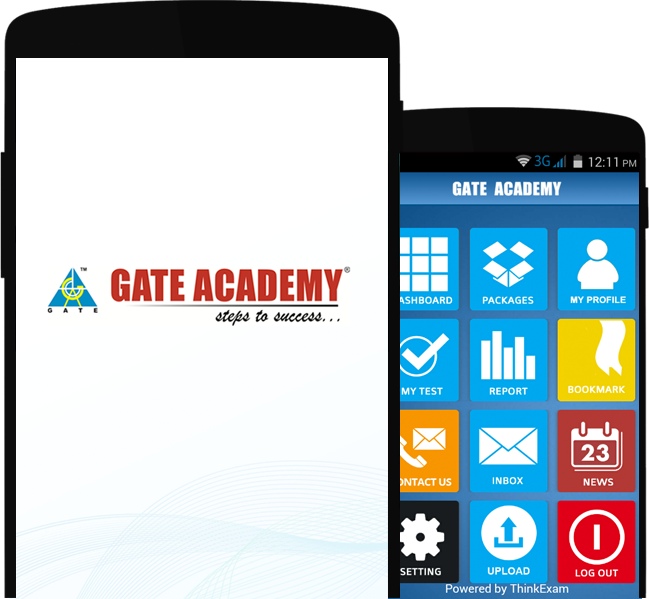 GATE ACADEMY®
steps to success...
GATE
TM
3G 12:11 PM
GATE ACADEMY
ASHBOARD PACKAGES MY PROFILE
MY TEST REPORT BOOKMARK
ONTACT US INBOX 23 NEWS
SETTING UPLOAD LOG OUT
Powered by ThinkExam